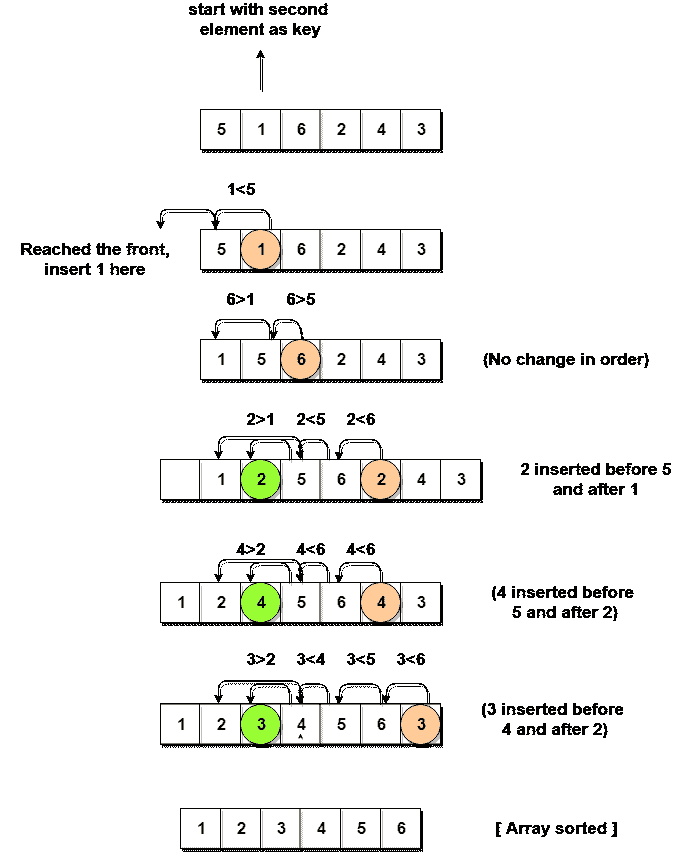 start with second
element as key
5 1 6 2 4 3
1<5
Reached the front,
insert 1 here
5 1 6 2 4 3
6>1 6>5
1 5 6 2 4 3
(No change in order)
2>1 2<5 2<6
1 2 5 6 2 4 3
2 inserted before 5
and after 1
4>2 4<6 4<6
1 2 4 5 6 4 3
(4 inserted before
5 and after 2)
3>2 3<4 3<5 3<6
1 2 3 4 5 6 3
(3 inserted before
4 and after 2)
1 2 3 4 5 6
[ Array sorted ]